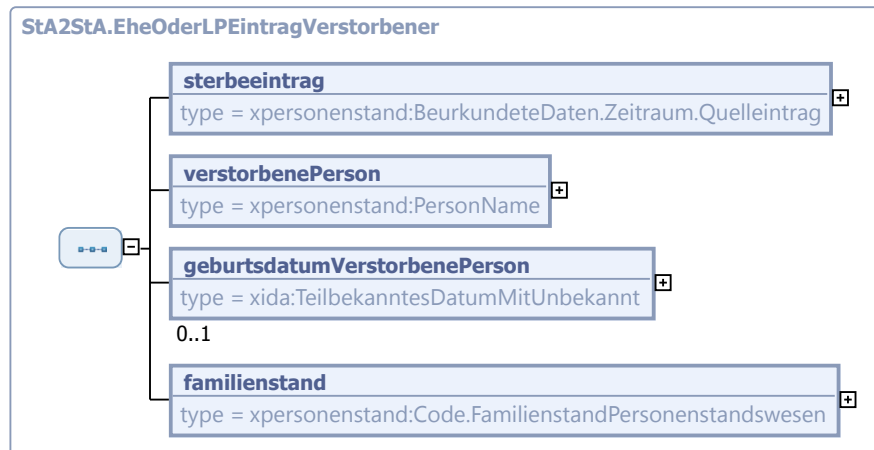 StA2StA.EheOderLPEintragVerstorbener
sterbeeintrag
type = xpersonenstand:BeurkundeteDaten.Zeitraum.Quelleintrag
verstorbenePerson
type = xpersonenstand:PersonName
geburtsdatumVerstorbenePerson
type = xida:TeilbekanntesDatumMitUnbekannt
0..1
familienstand
type = xpersonenstand:Code.FamilienstandPersonenstandswesen